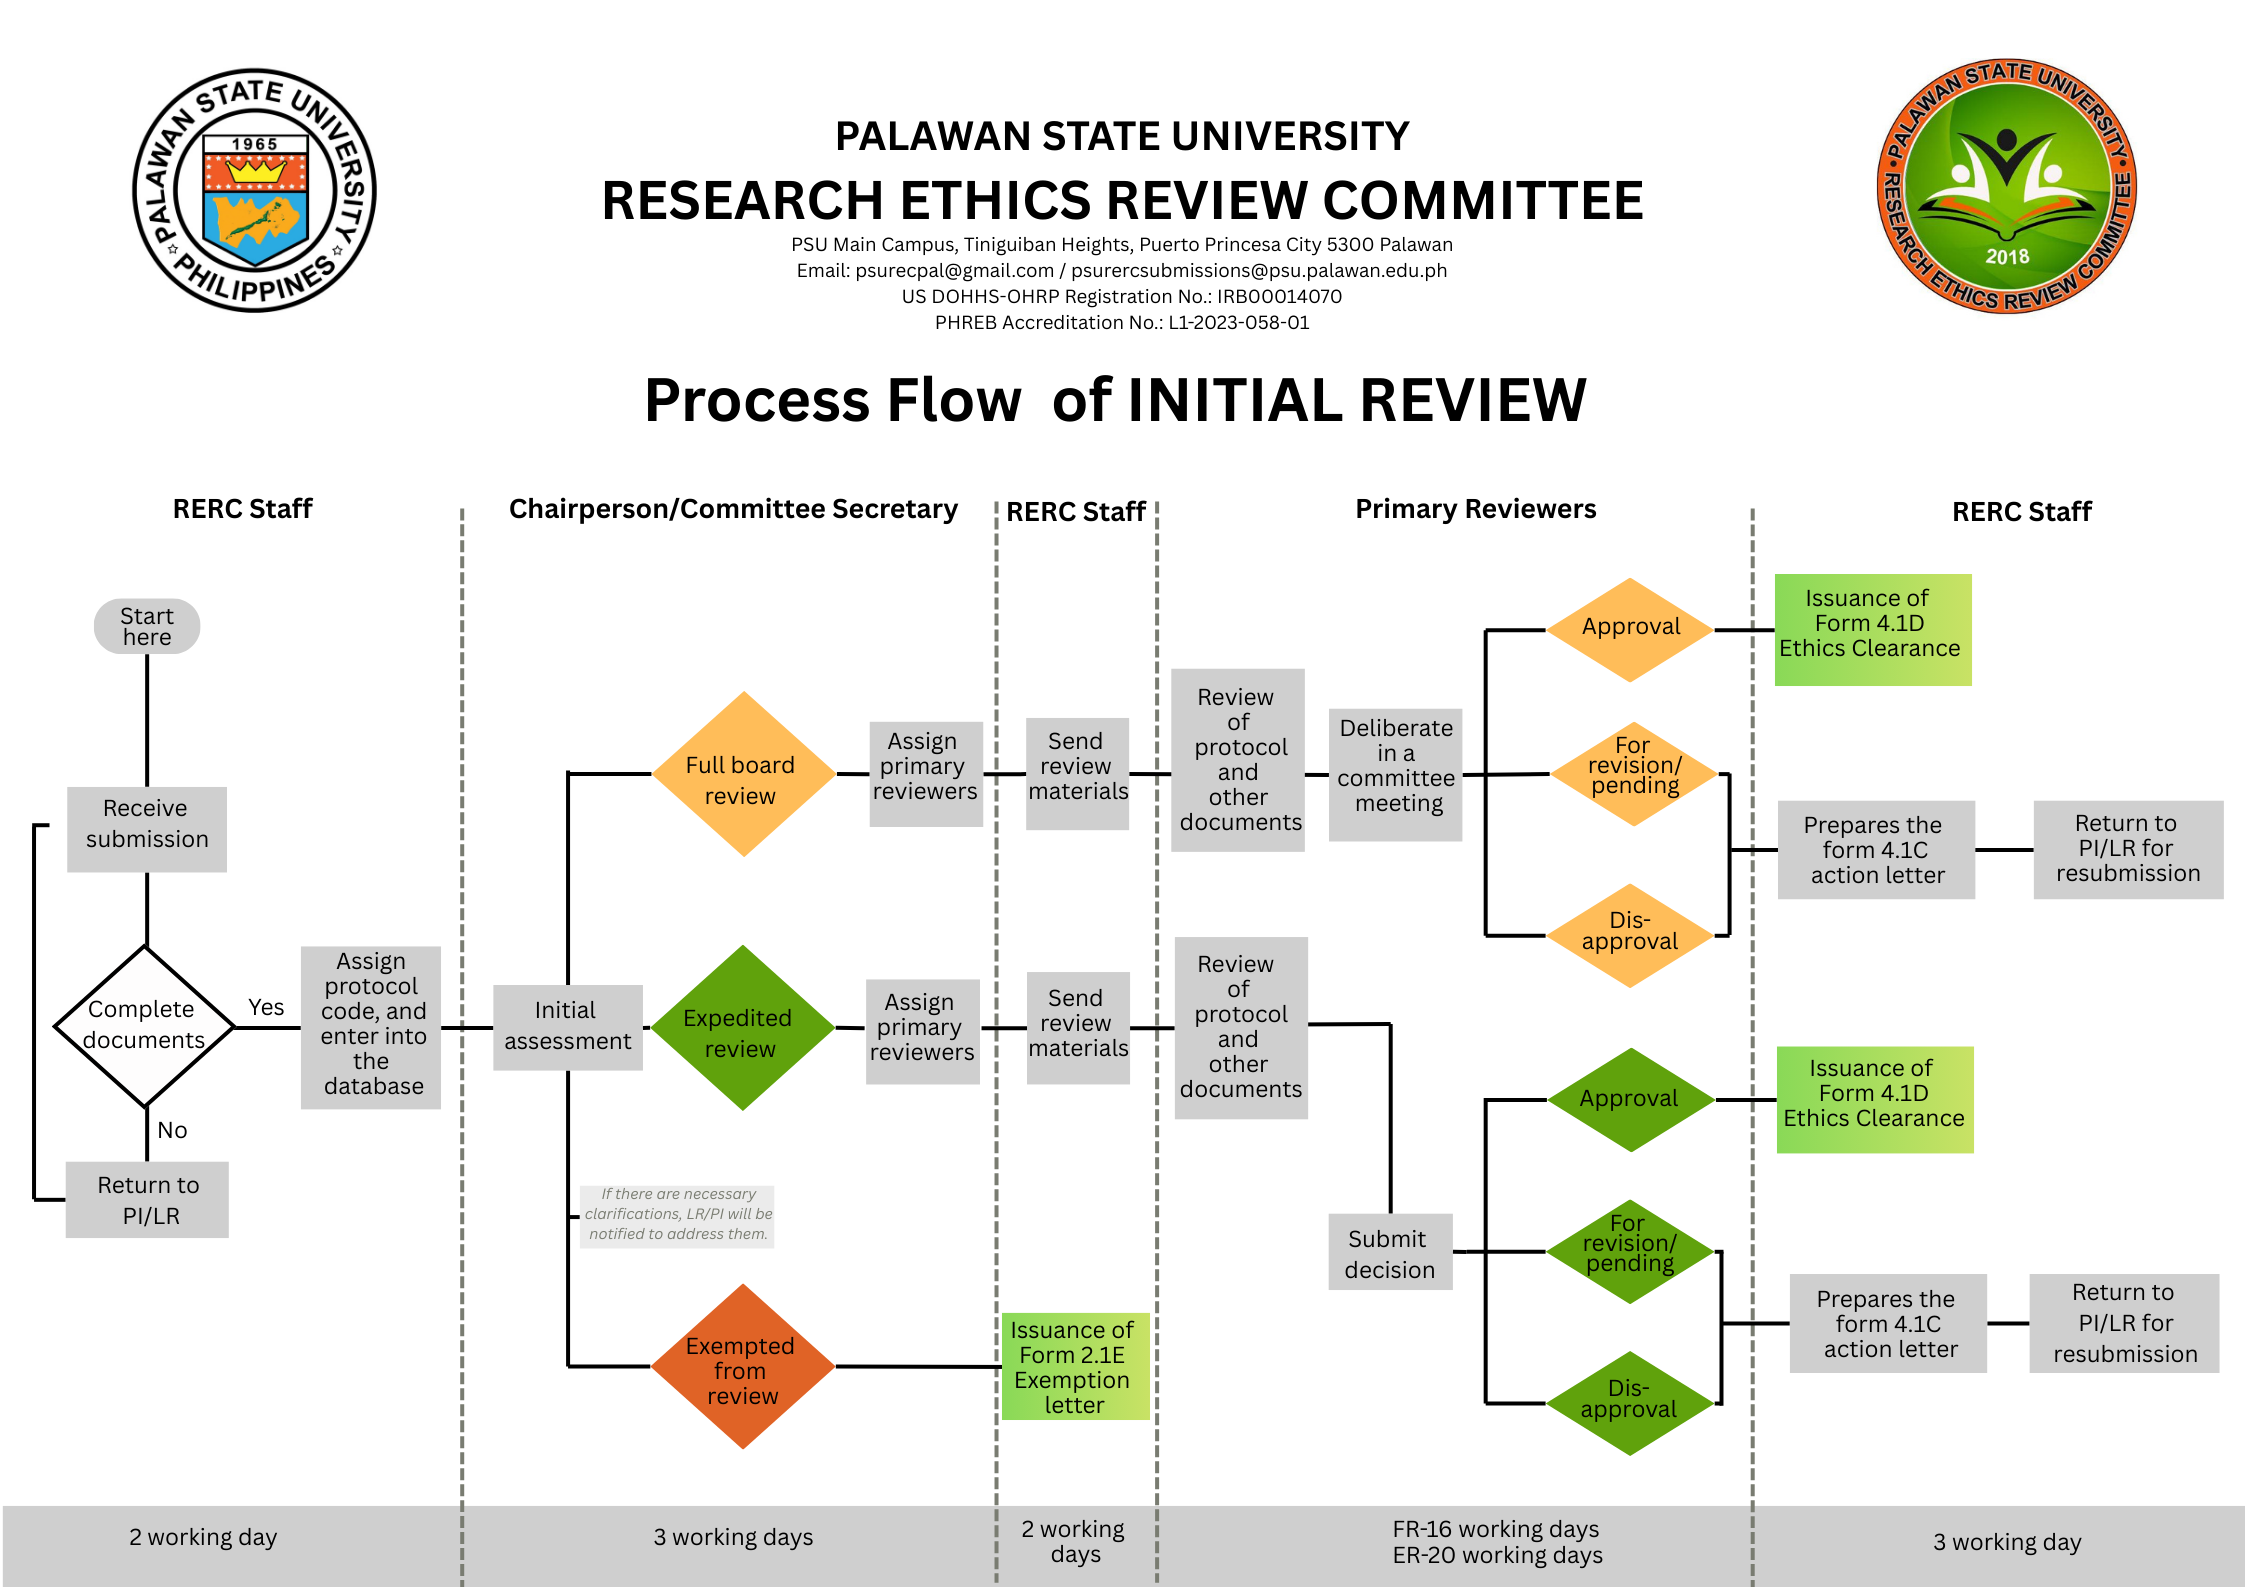 PALAWAN STATE UNIVERSITY
PHILIPPINES
1965
PALAWAN STATE UNIVERSITY
RESEARCH ETHICS REVIEW COMMITTEE
PSU Main Campus, Tiniguiban Heights, Puerto Princesa City 5300 Palawan
Email: psurecpal@gmail.com / psurercsubmissions@psu.palawan.edu.ph
US DOHHS-OHRP Registration No.: IRB00014070
PHREB Accreditation No.: L1-2023-058-01
PALAWAN STATE UNIVERSITY
RESEARCH ETHICS REVIEW COMMITTEE
2018
Process Flow of INITIAL REVIEW
RERC Staff
Chairperson/Committee Secretary
RERC Staff
Primary Reviewers
RERC Staff
Start
here
Receive
submission
Complete
documents
Yes
No
Return to
PI/LR
Assign
protocol
code, and
enter into
the
database
Initial
assessment
Full board
review
Assign
primary
reviewers
Send
review
materials
Review
of
protocol
and
other
documents
Deliberate
in a
committee
meeting
Approval
For
revision/
pending
Dis-
approval
Issuance of
Form 4.1D
Ethics Clearance
Prepares the
form 4.1C
action letter
Return to
PI/LR for
resubmission
Expedited
review
Assign
primary
reviewers
Send
review
materials
Review
of
protocol
and
other
documents
Submit
decision
Approval
For
revision/
pending
Dis-
approval
Issuance of
Form 4.1D
Ethics Clearance
Prepares the
form 4.1C
action letter
Return to
PI/LR for
resubmission
If there are necessary
clarifications, LR/PI will be
notified to address them.
Exempted
from
review
Issuance of
Form 2.1E
Exemption
letter
2 working day
3 working days
2 working
days
FR-16 working days
ER-20 working days
3 working day